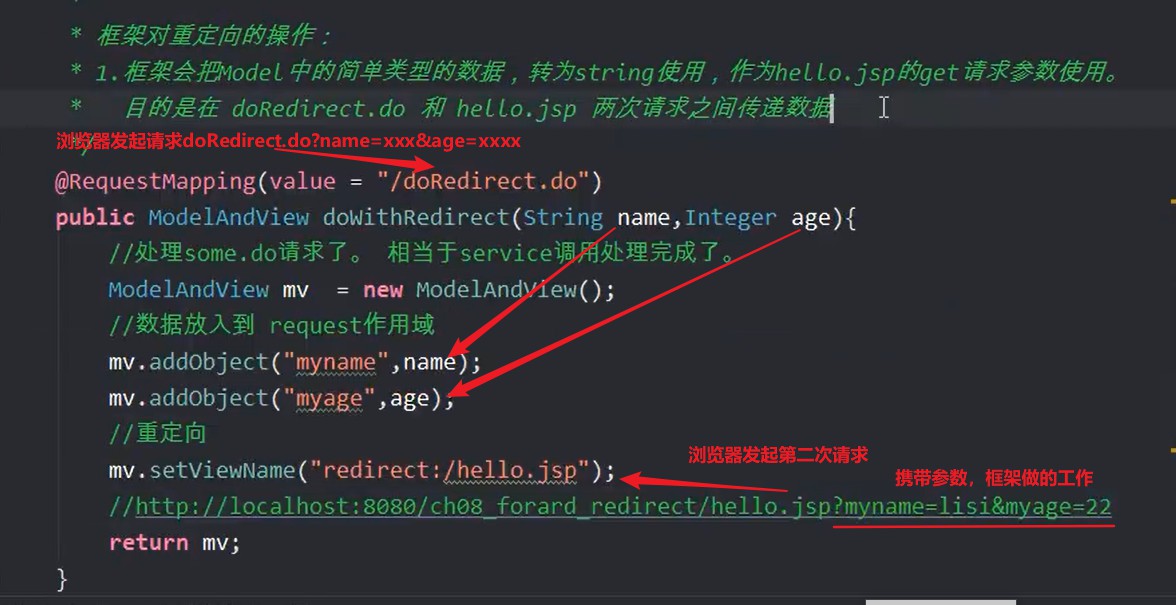 * 框架对重定向的操作：
* 1.框架会把Model中的简单类型的数据，转为string使用，作为hello.jsp的get请求参数使用。
*   目的是在 doRedirect.do 和 hello.jsp 两次请求之间传递数据
浏览器发起请求doRedirect.do?name=xxx&age=xxxx
*/
@RequestMapping(value = "/doRedirect.do")
public ModelAndView doWithRedirect(String name,Integer age){
//处理some.do请求了。 相当于service调用处理完成了。
ModelAndView mv  = new ModelAndView();
//数据放入到 request作用域
mv.addObject("myname",name);
mv.addObject("myage",age);
//重定向
浏览器发起第二次请求
mv.setViewName("redirect:/hello.jsp");
携带参数，框架做的工作
//http://localhost:8080/ch08_forard_redirect/hello.jsp?myname=lisi&myage=22
return mv;
}